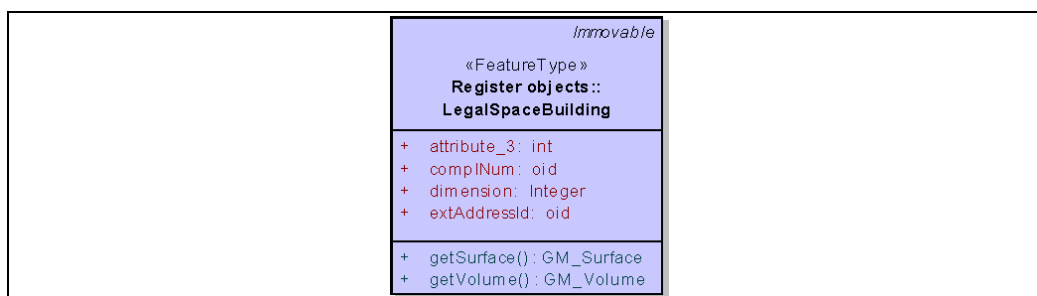 Immovable
«FeatureType»
Register objects::
LegalSpaceBuilding
+ attribute_3: int
+ complNum: oid
+ dimension: Integer
+ extAddressId: oid
+ getSurface() : GM_Surface
+ getVolume() : GM_Volume